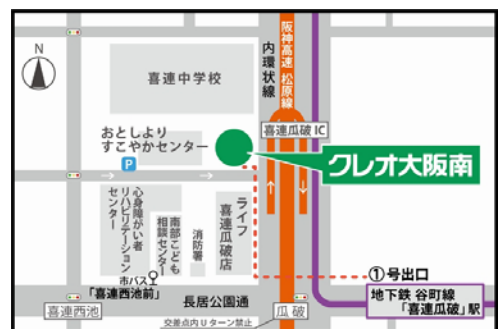 N
喜連中学校
内環状線
阪神高速 松原線
喜連瓜破IC
おとしより
すこやかセンター
P
クレオ大阪南
心身障がい者
リハビリテーション
センター
南部こども
相談センター
消防署
ライフ
喜連瓜破店
市バス
「喜連西池前」
①号出口
地下鉄 谷町線
「喜連瓜破」駅
喜連西池
長居公園通
瓜破
交差点内Uターン禁止